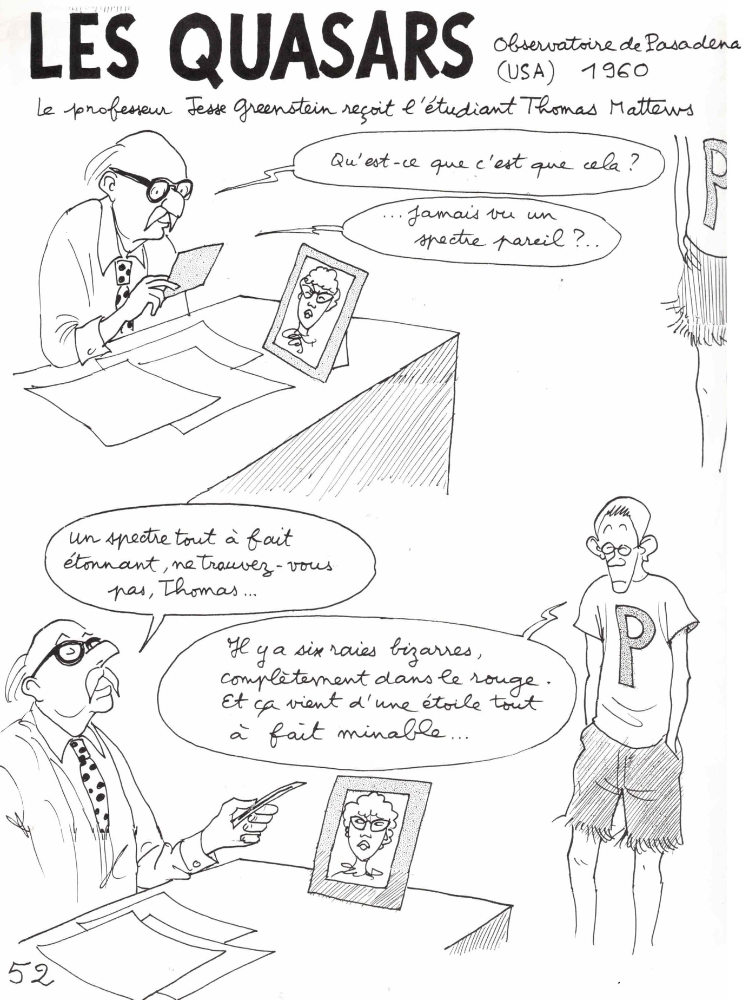 LES QUASARS
Observatoire de Pasadena
(USA) 1960
Le professeur Jesse Greenstein reçoit l'étudiant Thomas Mattews
Qu'est-ce que c'est que cela ?
P
...Jamais vu un
spectre pareil ?...
un spectre tout à fait
étonnant, ne trouvez-vous
pas, Thomas...
P
Il y a six raies bizarres,
complètement dans le rouge.
Et ça vient d'une étoile tout
à fait minable...
52